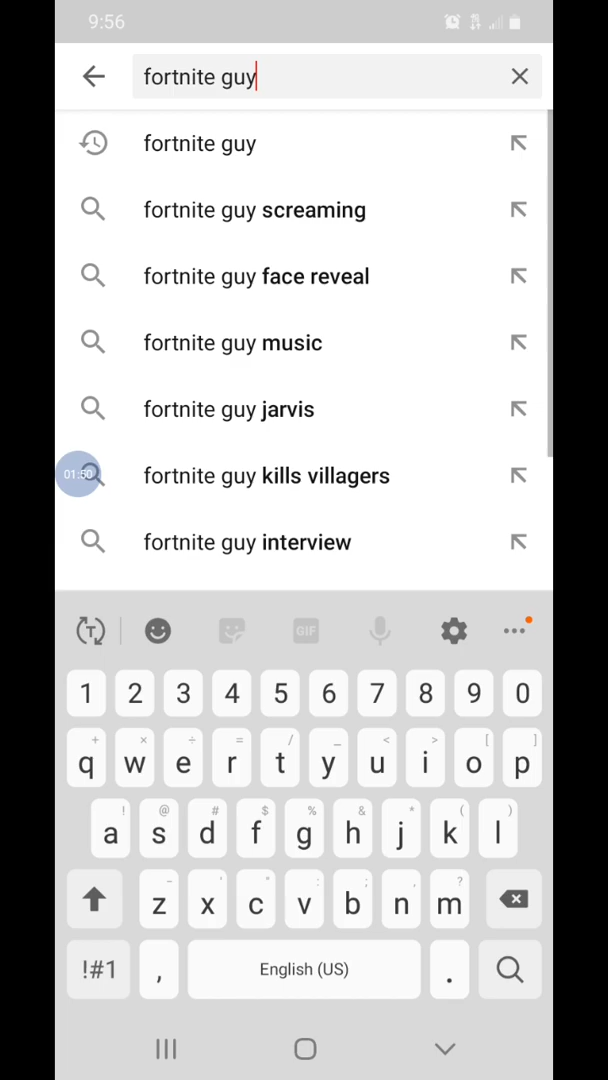 9:56
fortnite guy
fortnite guy
fortnite guy screaming
fortnite guy face reveal
fortnite guy music
fortnite guy jarvis
01:50
fortnite guy kills villagers
fortnite guy interview
T
GIF
1 2 3 4 5 6 7 8 9 0
+ × ÷ = / _ < > [ ]
q w e r t y u i o p
! @ # $ % & * ( )
a s d f g h j k l
- ' " : ; , ?
z x c v b n m
!#1 , English (US) .